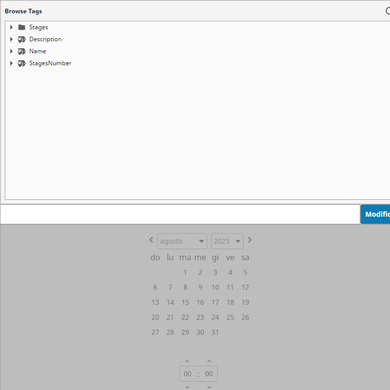 Browse Tags
Stages
Description
Name
StagesNumber
Modific
agosto 2023
do lu ma me gi ve sa
1 2 3 4 5
6 7 8 9 10 11 12
13 14 15 16 17 18 19
20 21 22 23 24 25 26
27 28 29 30 31
00 : 00